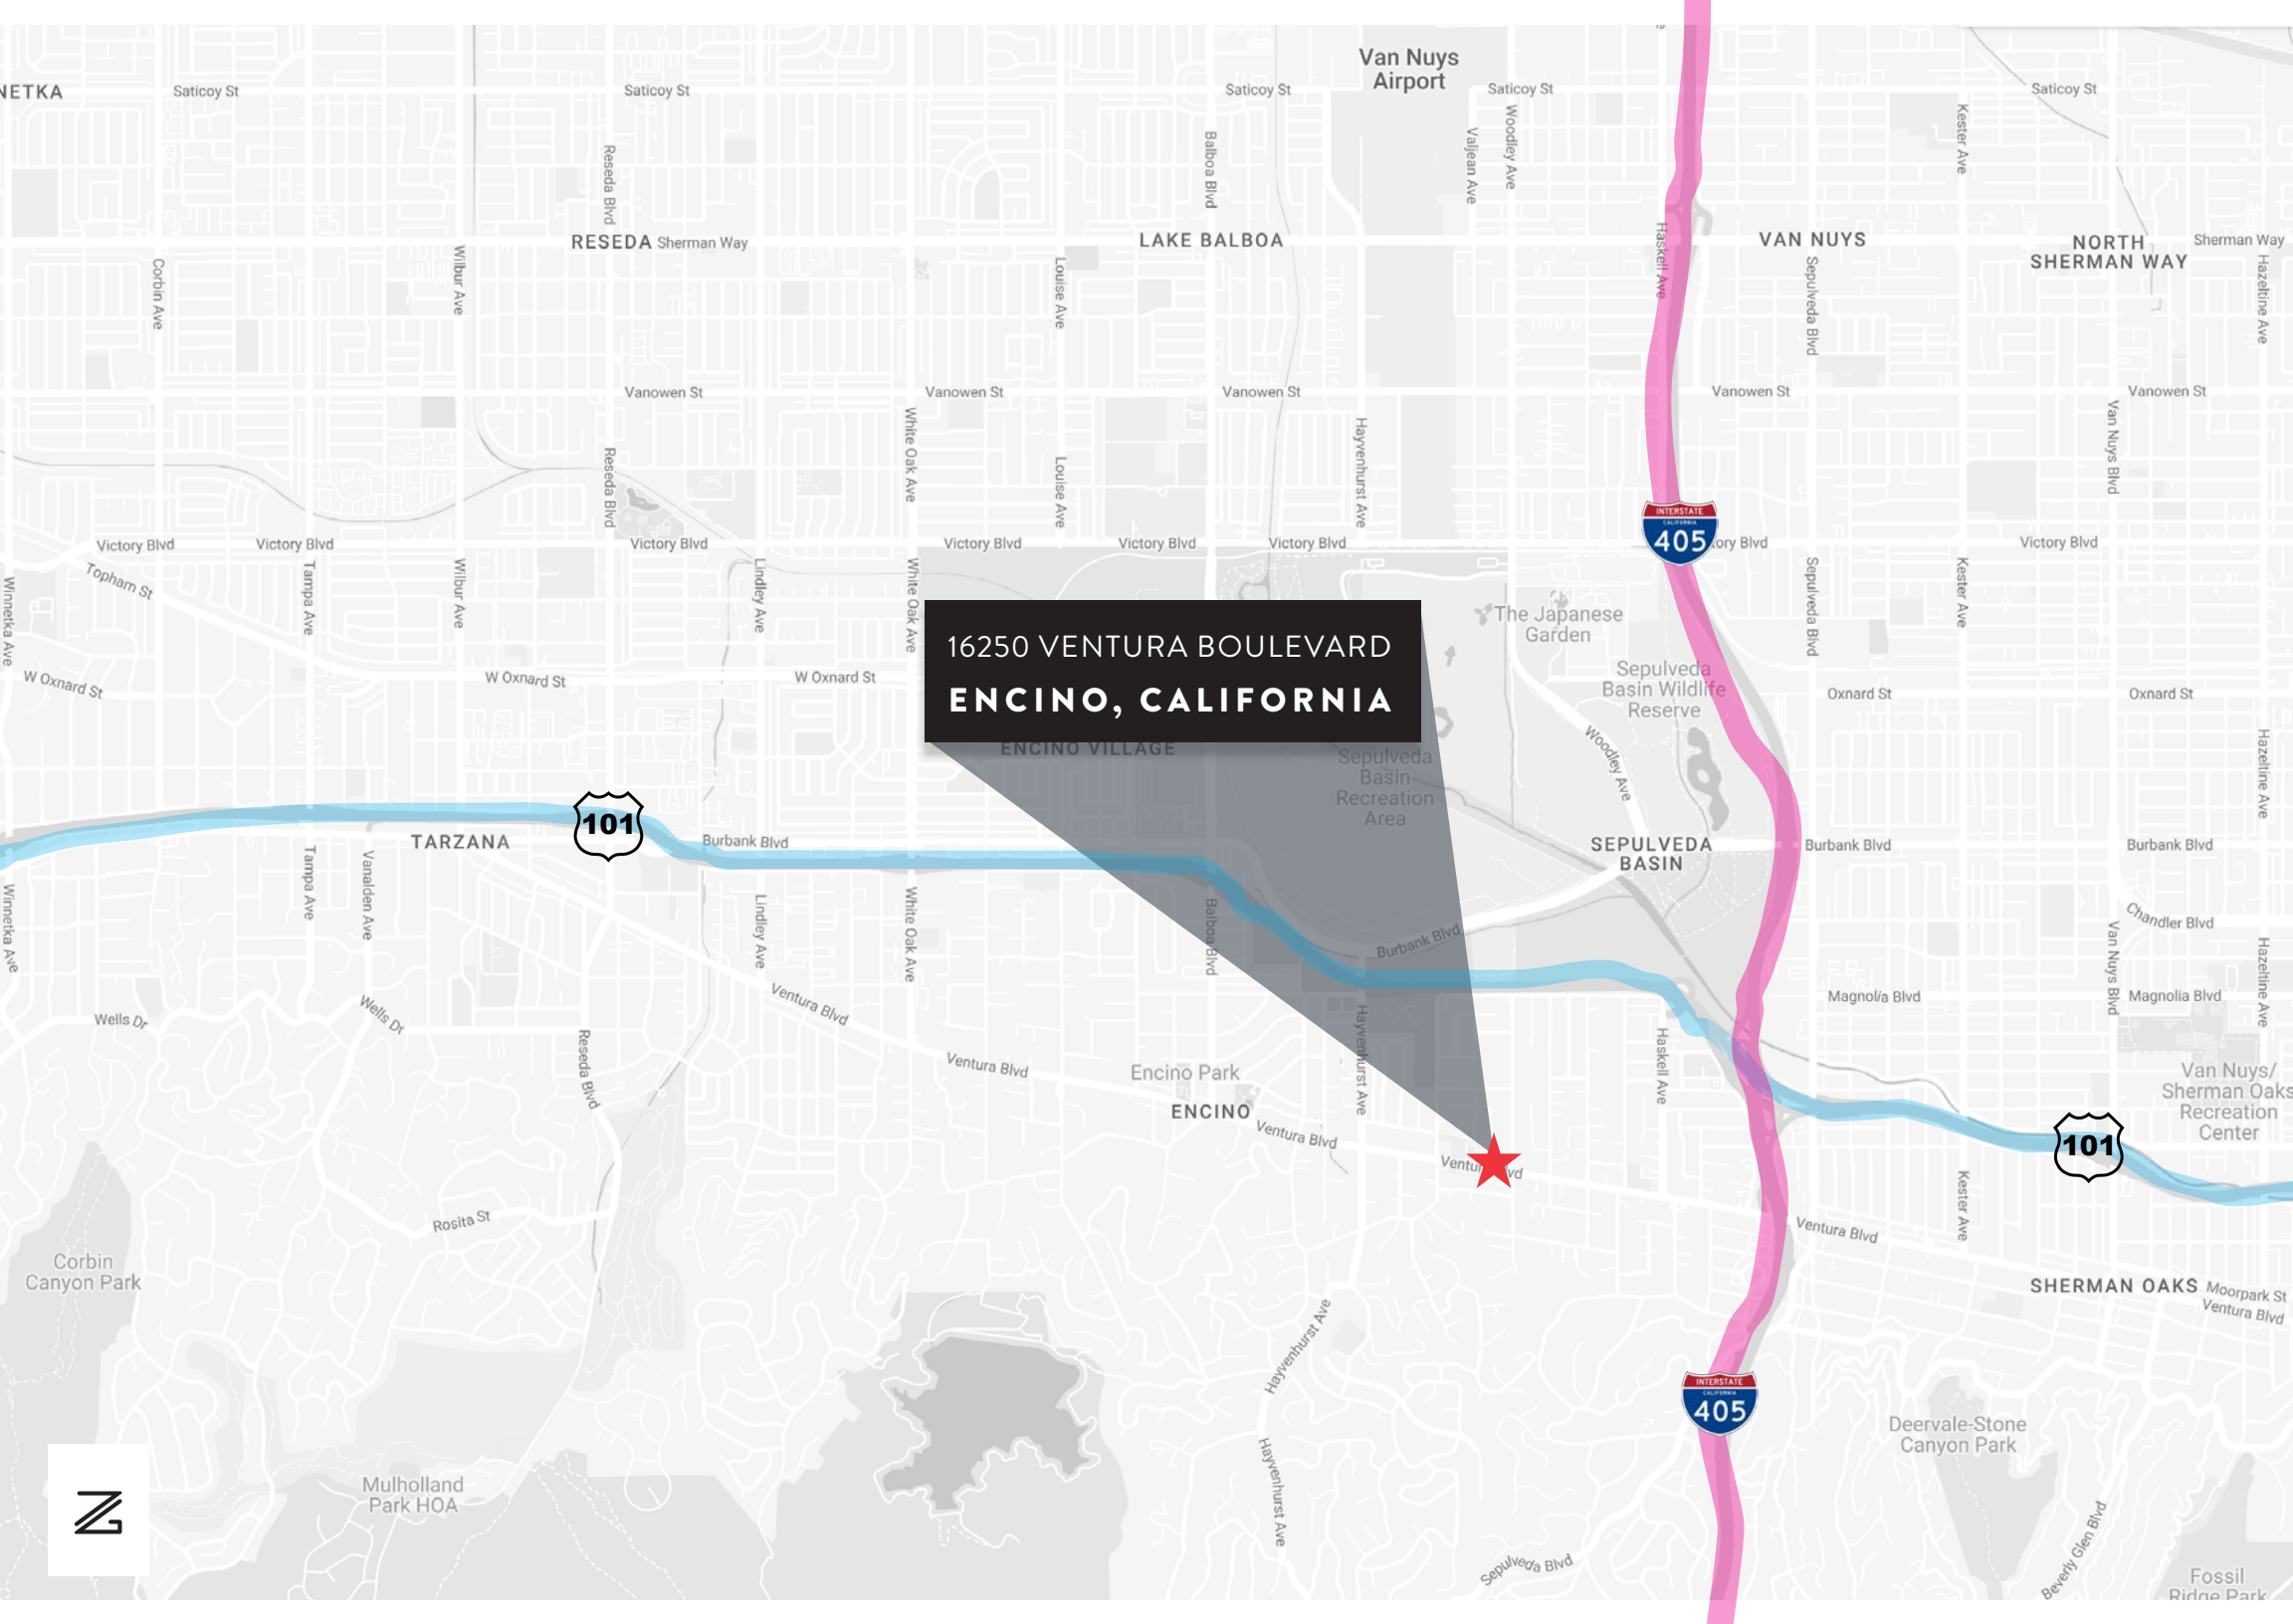 Van Nuys
Airport
NETKA
Saticoy St
Saticoy St
Saticoy St
Saticoy St
Saticoy St
Reseda Blvd
Balboa Blvd
Valjean Ave
Woodley Ave
Kester Ave
RESEDA
Sherman Way
LAKE BALBOA
VAN NUYS
NORTH
SHERMAN WAY
Sherman Way
Corbin Ave
Wilbur Ave
Louise Ave
Haskell Ave
Sepulveda Blvd
Hazeltine Ave
Vanowen St
Vanowen St
Vanowen St
Vanowen St
Vanowen St
Reseda Blvd
White Oak Ave
Louise Ave
Hayvenhurst Ave
Van Nuys Blvd
INTERSTATE
CALIFORNIA
405
Victory Blvd
Victory Blvd
Victory Blvd
Victory Blvd
Victory Blvd
Victory Blvd
ory Blvd
Victory Blvd
Topham St
Winnetka Ave
Tampa Ave
Wilbur Ave
Lindley Ave
White Oak Ave
Sepulveda Blvd
Kester Ave
16250 VENTURA BOULEVARD
ENCINO, CALIFORNIA
The Japanese
Garden
Sepulveda
Basin Wildlife
Reserve
W Oxnard St
W Oxnard St
W Oxnard St
Oxnard St
Oxnard St
ENCINO VILLAGE
Sepulveda
Basin
Recreation
Area
Woodley Ave
Hazeltine Ave
101
TARZANA
Burbank Blvd
SEPULVEDA
BASIN
Burbank Blvd
Burbank Blvd
Winnetka Ave
Tampa Ave
Vanalden Ave
Lindley Ave
White Oak Ave
Balboa Blvd
Burbank Blvd
Chandler Blvd
Van Nuys Blvd
Hazeltine Ave
Wells Dr
Wells Dr
Ventura Blvd
Magnolia Blvd
Magnolia Blvd
Reseda Blvd
Ventura Blvd
Encino Park
ENCINO
Hayvenhurst Ave
Haskell Ave
Van Nuys/
Sherman Oaks
Recreation
Center
Ventura Blvd
101
Ventu
vd
Kester Ave
Rosita St
Ventura Blvd
Corbin
Canyon Park
SHERMAN OAKS
Moorpark St
Ventura Blvd
Hayvenhurst Ave
INTERSTATE
CALIFORNIA
405
Deervale-Stone
Canyon Park
Hayvenhurst Ave
Mulholland
Park HOA
Sepulveda Blvd
Beverly Glen Blvd
Fossil
Ridge Park